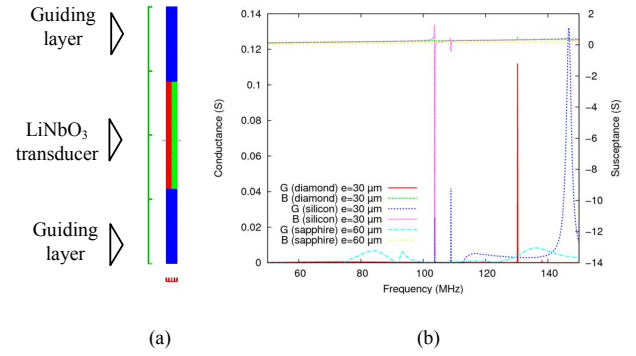 Guiding
layer
LiNbO3
transducer
Guiding
layer
(a)
0.14
0.12
0.1
0.08
0.06
0.04
0.02
0
Conductance (S)
G (diamond) e=30 µm
B (diamond) e=30 µm
G (silicon) e=30 µm
B (silicon) e=30 µm
G (sapphire) e=60 µm
B (sapphire) e=60 µm
2
0
-2
-4
-6
-8
-10
-12
-14
Susceptance (S)
60 80 100 120 140
Frequency (MHz)
(b)